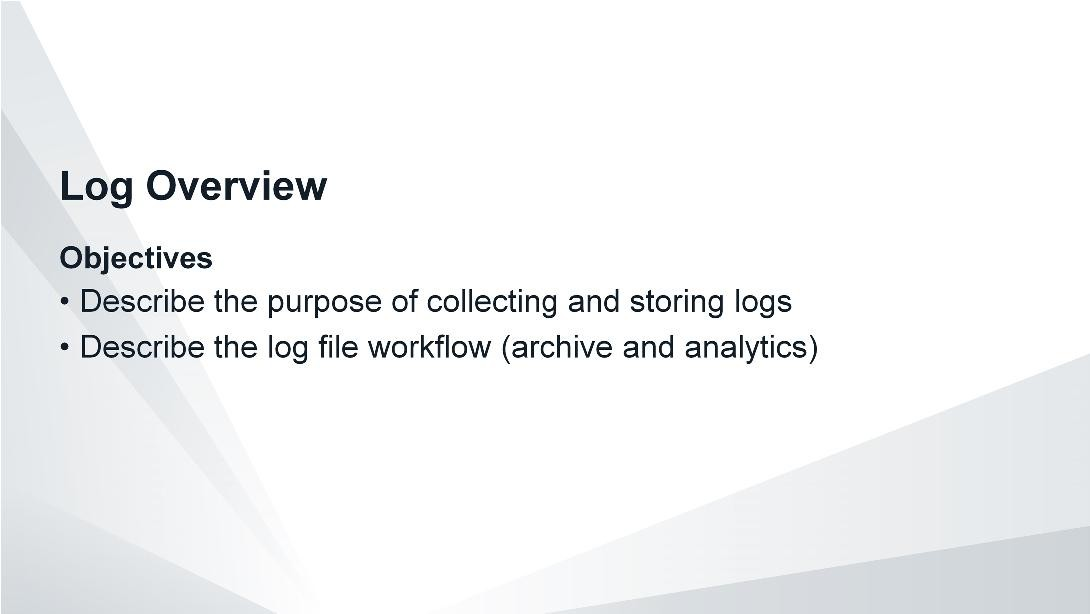 Log Overview
Objectives
• Describe the purpose of collecting and storing logs
• Describe the log file workflow (archive and analytics)